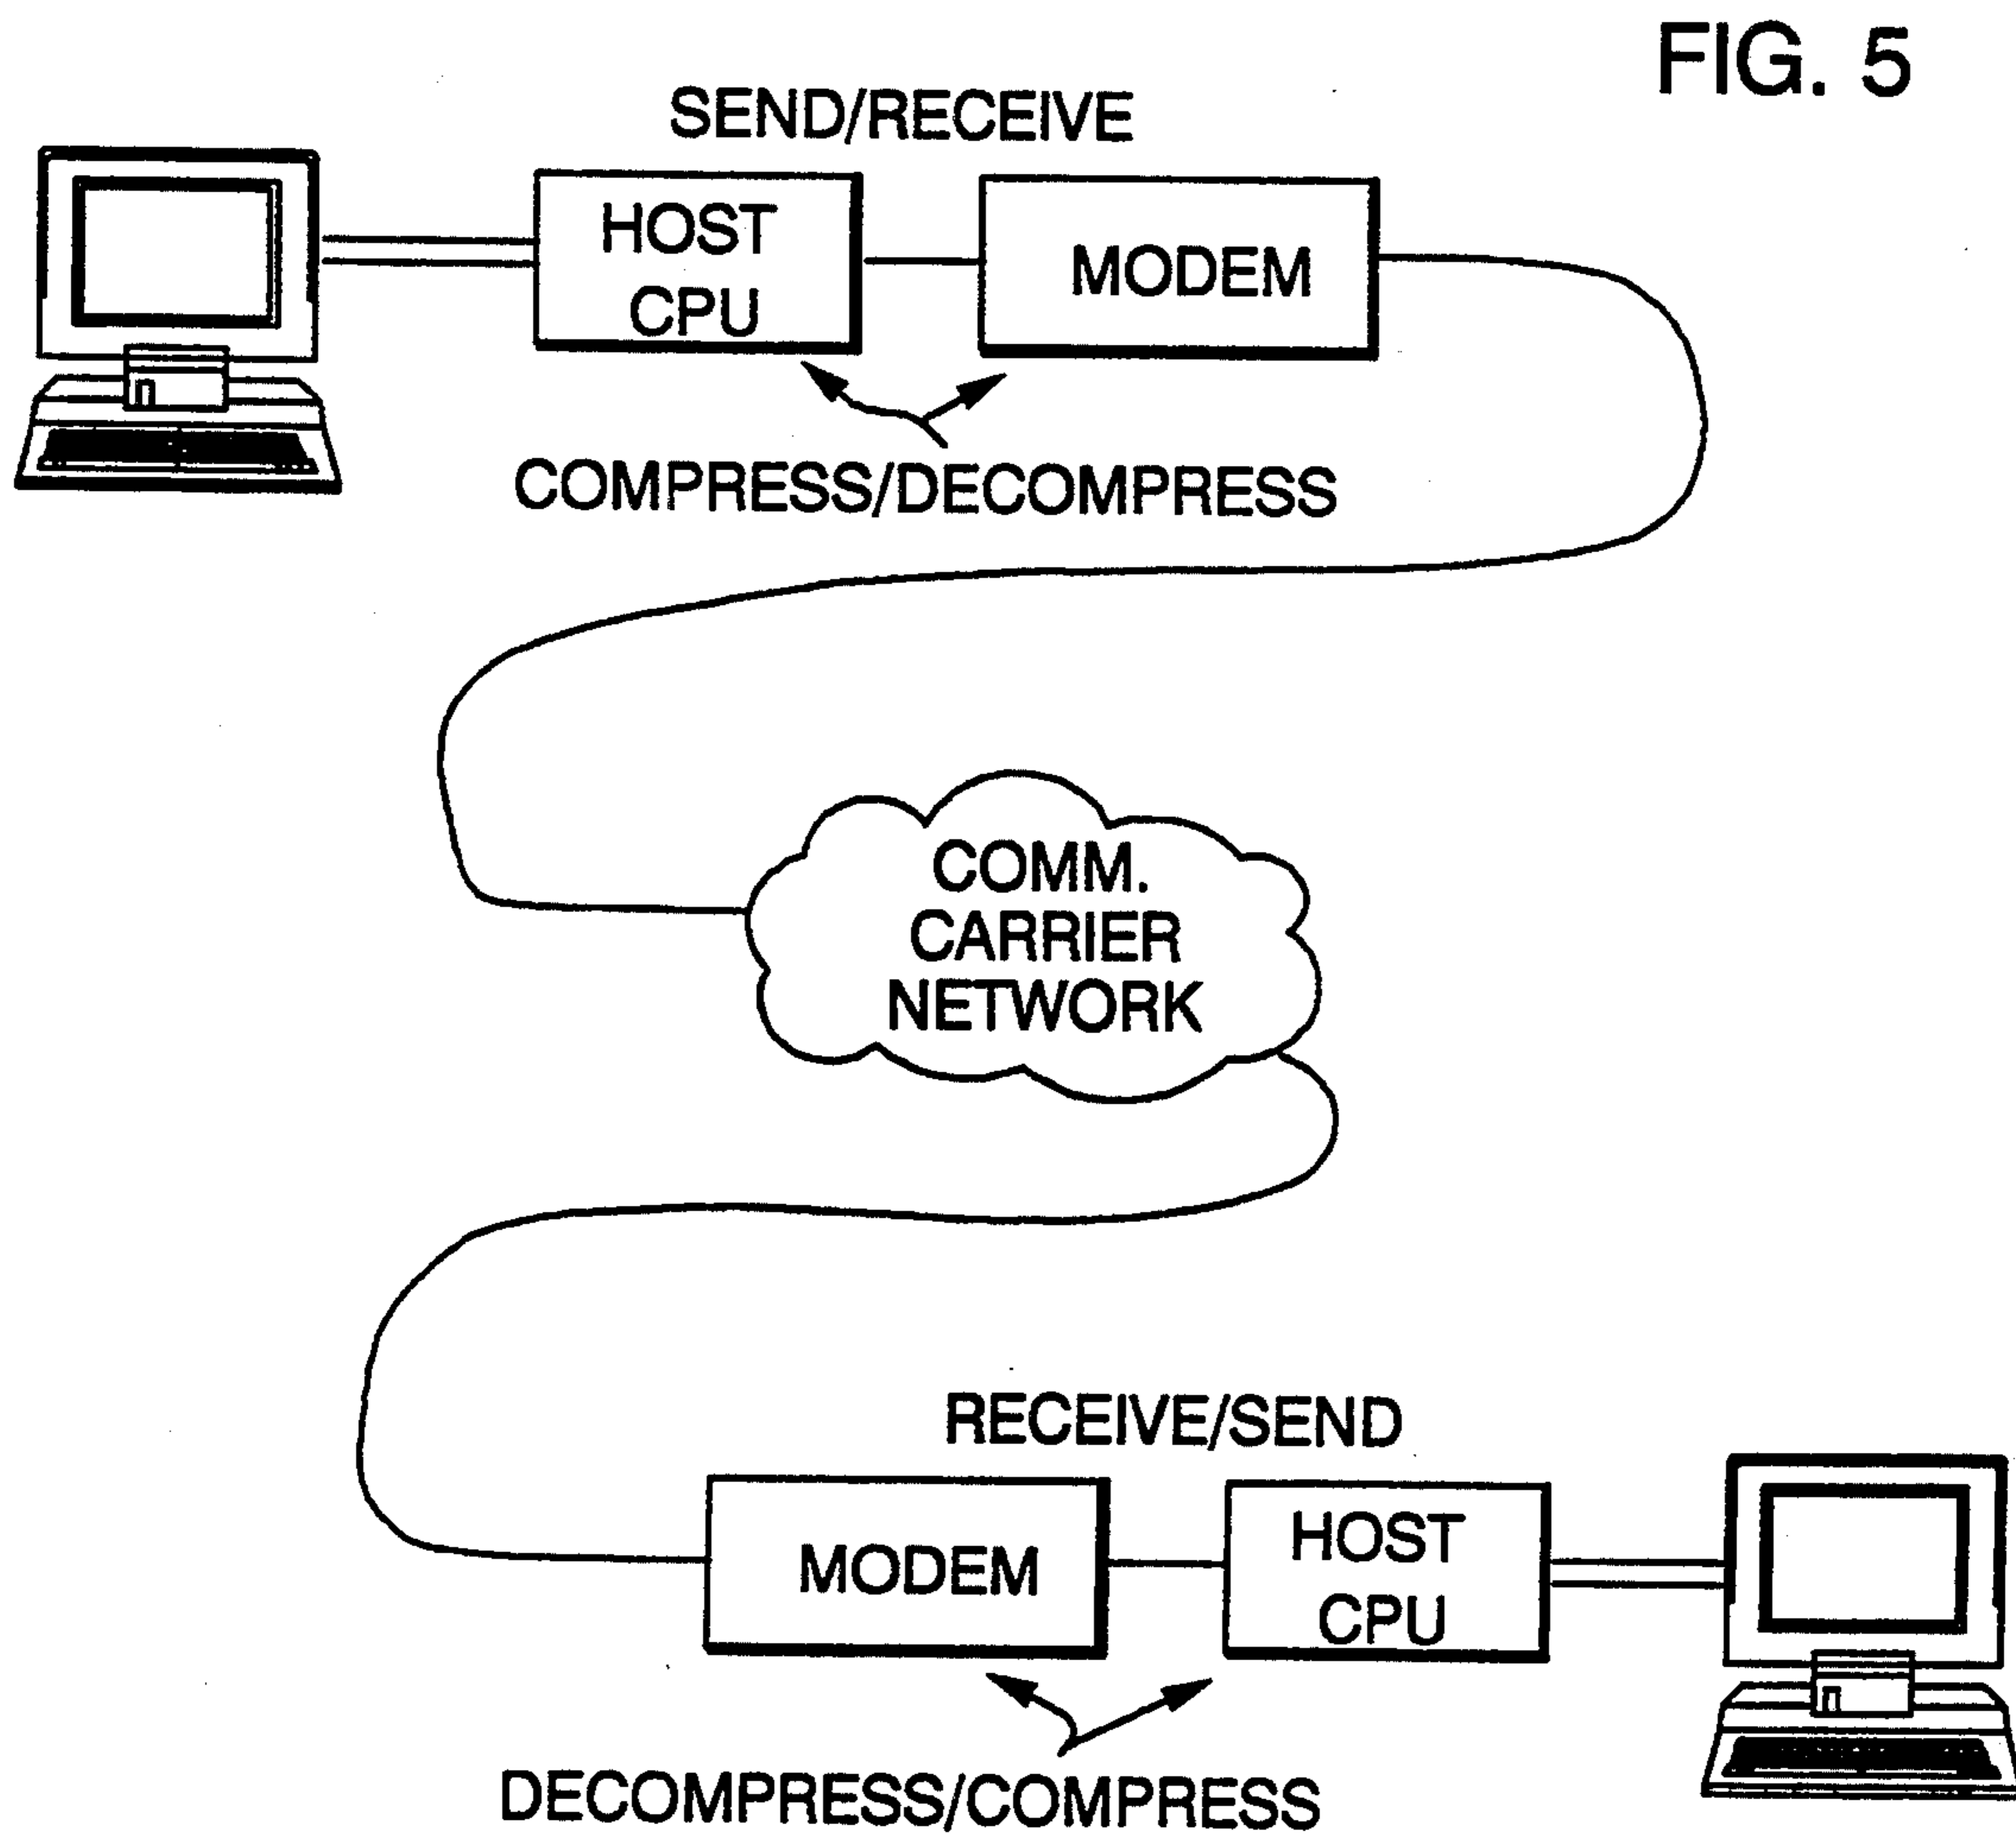 FIG. 5
SEND/RECEIVE
HOST
CPU
MODEM
COMPRESS/DECOMPRESS
COMM.
CARRIER
NETWORK
RECEIVE/SEND
MODEM
HOST
CPU
DECOMPRESS/COMPRESS